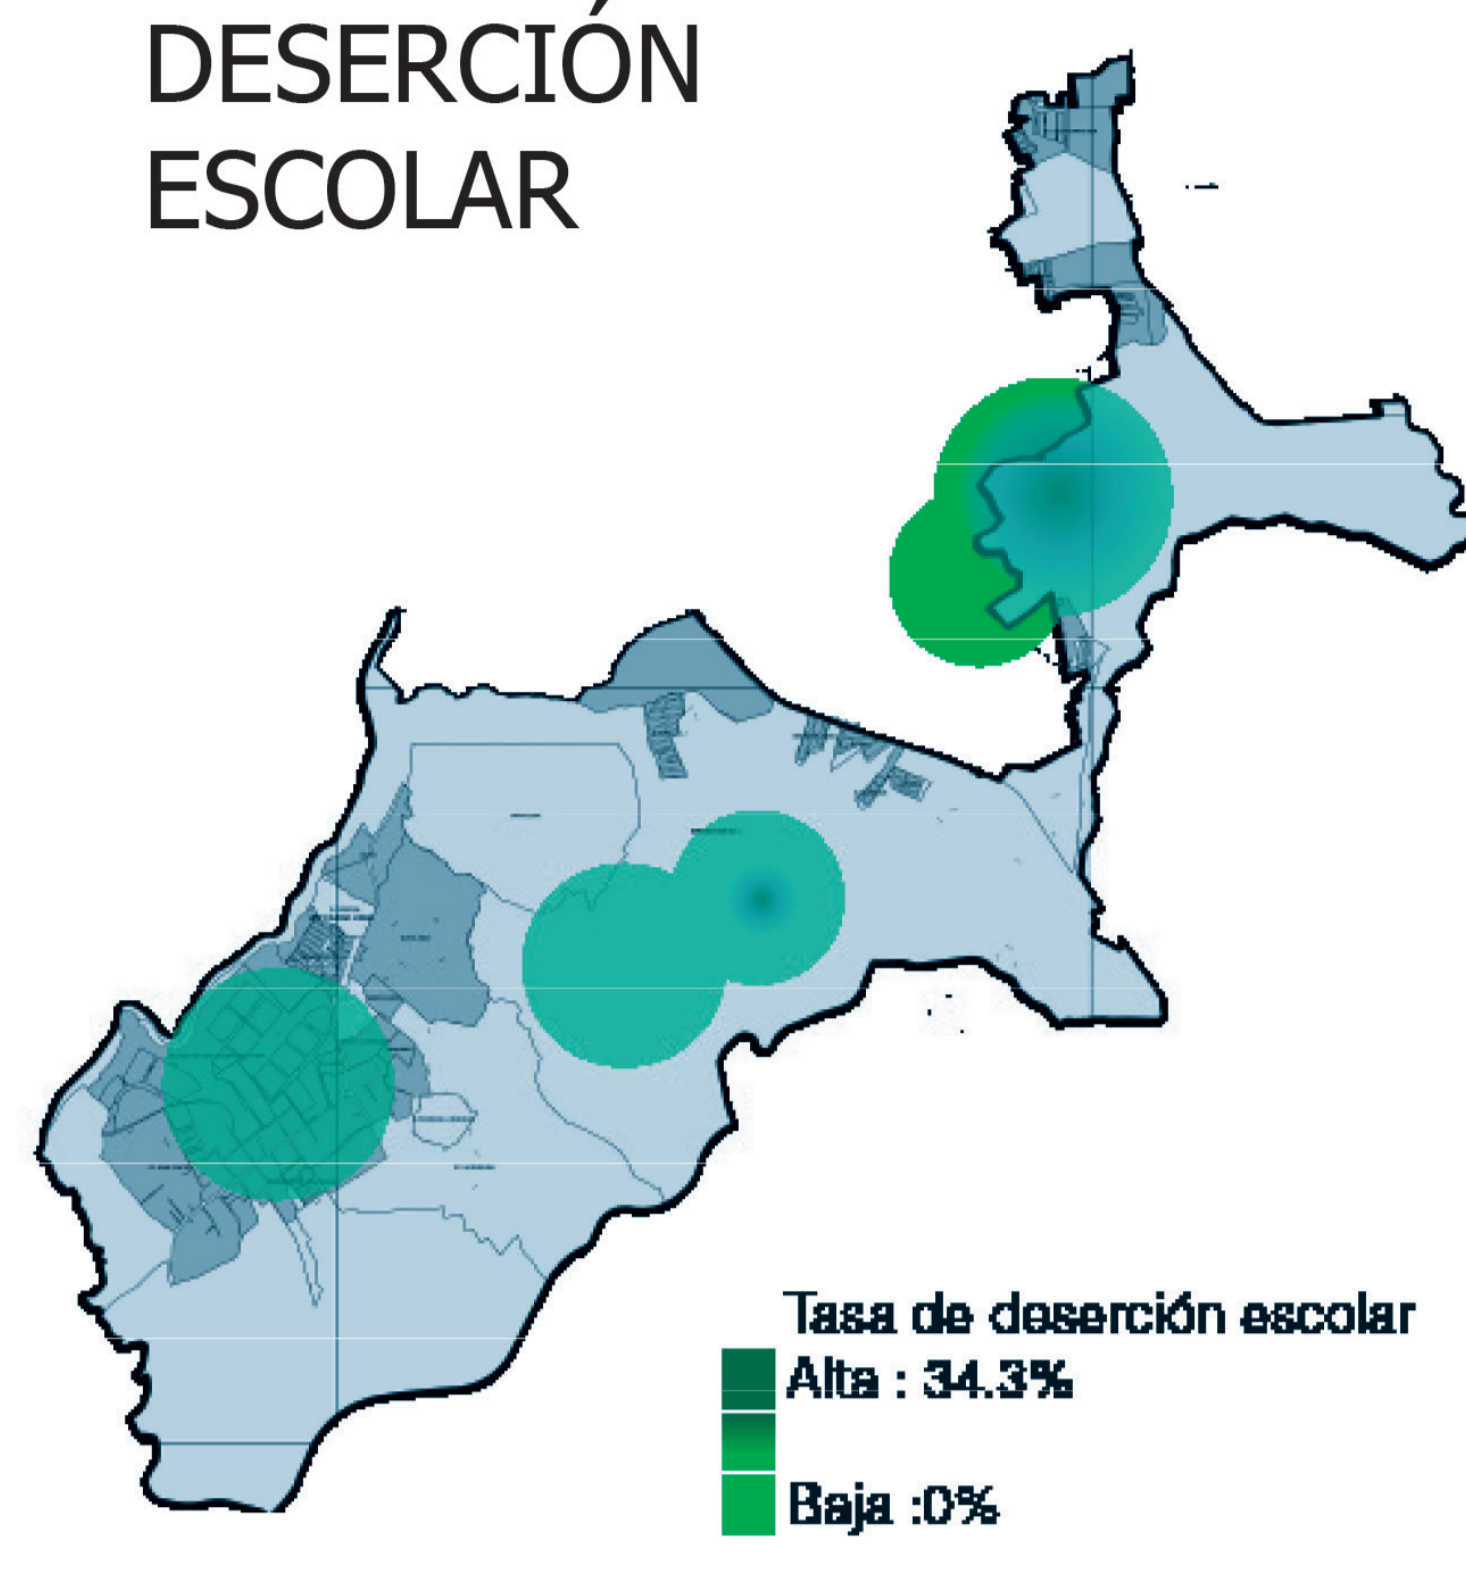 DESERCIÓN
ESCOLAR
Tasa de deserción escolar
Alta : 34.3%
Baja :0%